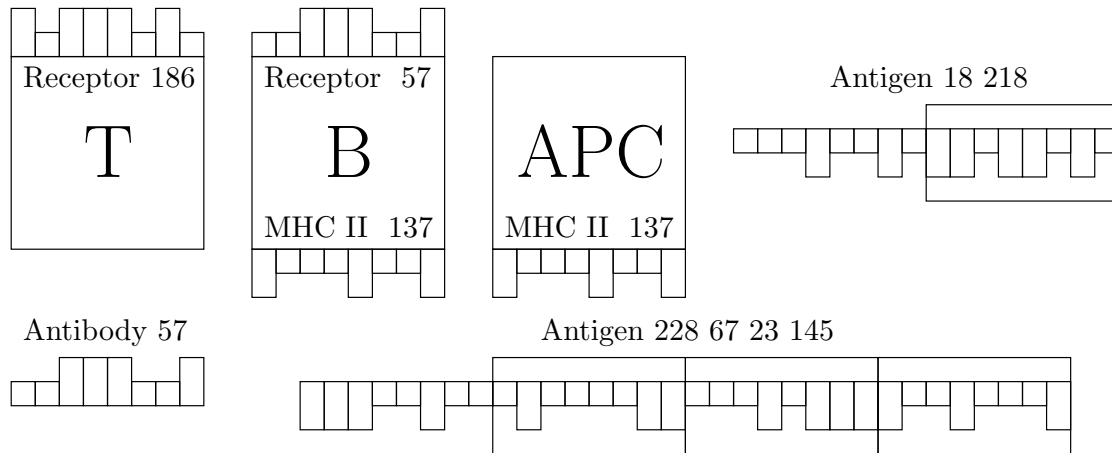 Receptor 186
T
Receptor 57
B
MHC II 137
APC
MHC II 137
Antigen 18 218
Antibody 57
Antigen 228 67 23 145